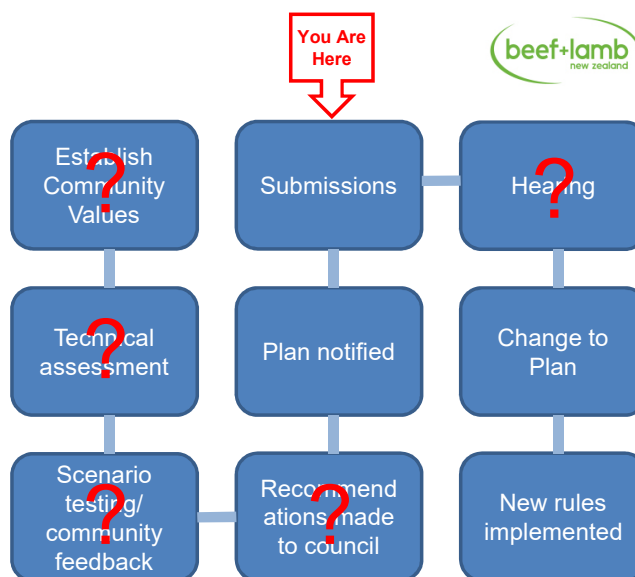 You Are
Here
beef+lamb
new zealand
Establish
Community
Values
?
Submissions
Hearing
?
Technical
assessment
?
Plan notified
Change to
Plan
Scenario
testing/
community
feedback
?
Recommend
ations made
to council
?
New rules
implemented